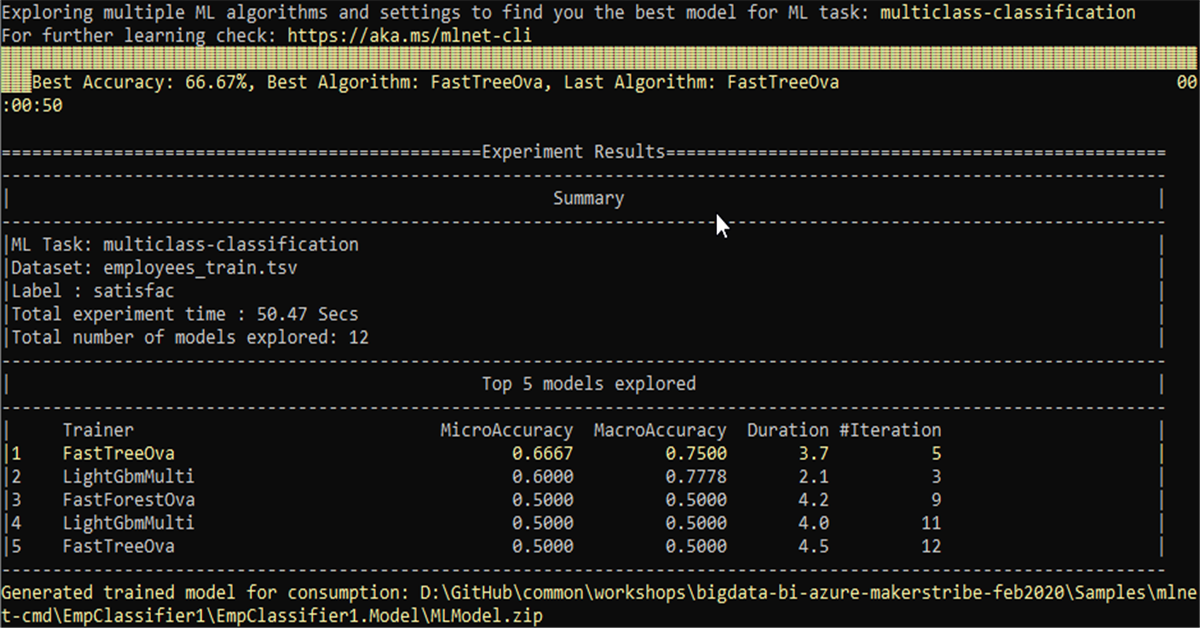 Exploring multiple ML algorithms and settings to find you the best model for ML task: multiclass-classification
For further learning check: https://aka.ms/mlnet-cli
Best Accuracy: 66.67%, Best Algorithm: FastTreeOva, Last Algorithm: FastTreeOva 00
:00:50
===============================================Experiment Results=================================================
------------------------------------------------------------------------------------------------------------------
| Summary |
------------------------------------------------------------------------------------------------------------------
|ML Task: multiclass-classification |
|Dataset: employees_train.tsv |
|Label : satisfac |
|Total experiment time : 50.47 Secs |
|Total number of models explored: 12 |
------------------------------------------------------------------------------------------------------------------
| Top 5 models explored |
------------------------------------------------------------------------------------------------------------------
| Trainer MicroAccuracy MacroAccuracy Duration #Iteration |
|1 FastTreeOva 0.6667 0.7500 3.7 5 |
|2 LightGbmMulti 0.6000 0.7778 2.1 3 |
|3 FastForestOva 0.5000 0.5000 4.2 9 |
|4 LightGbmMulti 0.5000 0.5000 4.0 11 |
|5 FastTreeOva 0.5000 0.5000 4.5 12 |
------------------------------------------------------------------------------------------------------------------
Generated trained model for consumption: D:\GitHub\common\workshops\bigdata-bi-azure-makerstribe-feb2020\Samples\mlne
t-cmd\EmpClassifier1\EmpClassifier1.Model\MLModel.zip